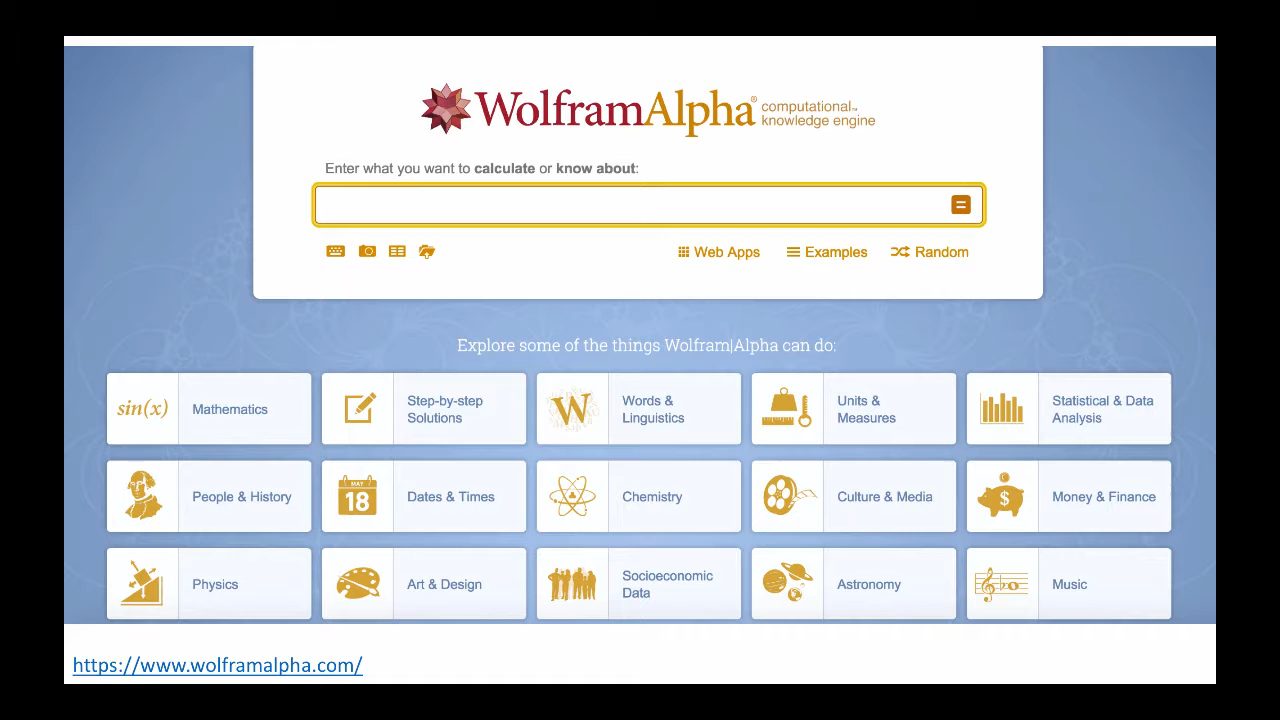 WolframAlpha® computational™ knowledge engine
Enter what you want to calculate or know about:
Web Apps Examples Random
Explore some of the things Wolfram|Alpha can do:
sin(x) Mathematics
Step-by-step Solutions
W Words & Linguistics
Units & Measures
Statistical & Data Analysis
People & History
MAY 18 Dates & Times
Chemistry
Culture & Media
$ Money & Finance
Physics
Art & Design
Socioeconomic Data
Astronomy
Music
https://www.wolframalpha.com/